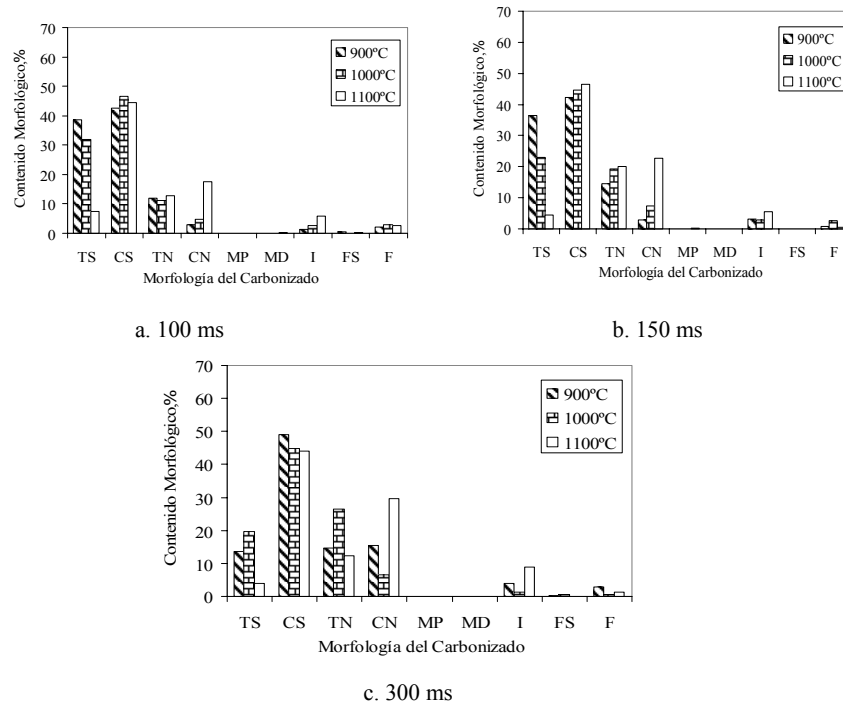 70
60
50
40
30
20
10
0
Contenido Morfológico,%
900ºC
1000ºC
1100ºC
TS CS TN CN MP MD I FS F
Morfología del Carbonizado
a. 100 ms
70
60
50
40
30
20
10
0
Contenido Morfológico,%
900ºC
1000ºC
1100ºC
TS CS TN CN MP MD I FS F
Morfología del Carbonizado
b. 150 ms
70
60
50
40
30
20
10
0
Contenido Morfológico,%
900ºC
1000ºC
1100ºC
TS CS TN CN MP MD I FS F
Morfología del Carbonizado
c. 300 ms